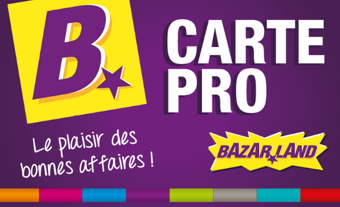 B.
CARTE
PRO
Le plaisir des
bonnes affaires !
BAZAR LAND